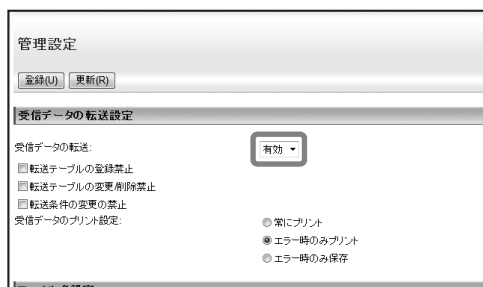 管理設定
登録(U) 更新(R)
受信データの転送設定
受信データの転送: 有効
転送テーブルの登録禁止
転送テーブルの変更/削除禁止
転送条件の変更の禁止
受信データのプリント設定: 常にプリント
エラー時のみプリント
エラー時のみ保存